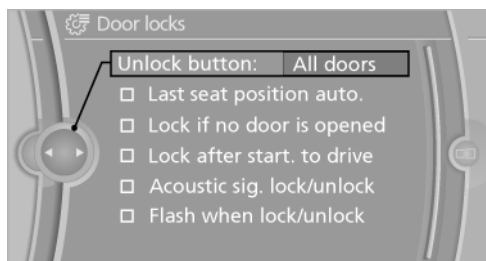 Door locks
Unlock button: All doors
Last seat position auto.
Lock if no door is opened
Lock after start. to drive
Acoustic sig. lock/unlock
Flash when lock/unlock